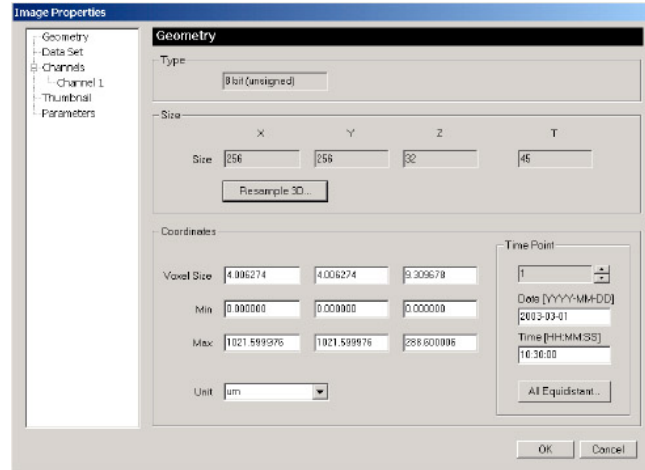 Image Properties
Geometry
Data Set
Channels
Channel 1
Thumbnail
Parameters
Geometry
Type
8 bit (unsigned)
Size
X Y Z T
Size 256 256 32 45
Resample 3D...
Coordinates
Voxel Size 4.006274 4.006274 9.309678
Min 0.000000 0.000000 0.000000
Max 1021.599976 1021.599976 288.600006
Unit um
Time Point
1
Date [YYYY-MM-DD]
2003-03-01
Time [HH:MM:SS]
10:30:00
All Equidistant...
OK Cancel